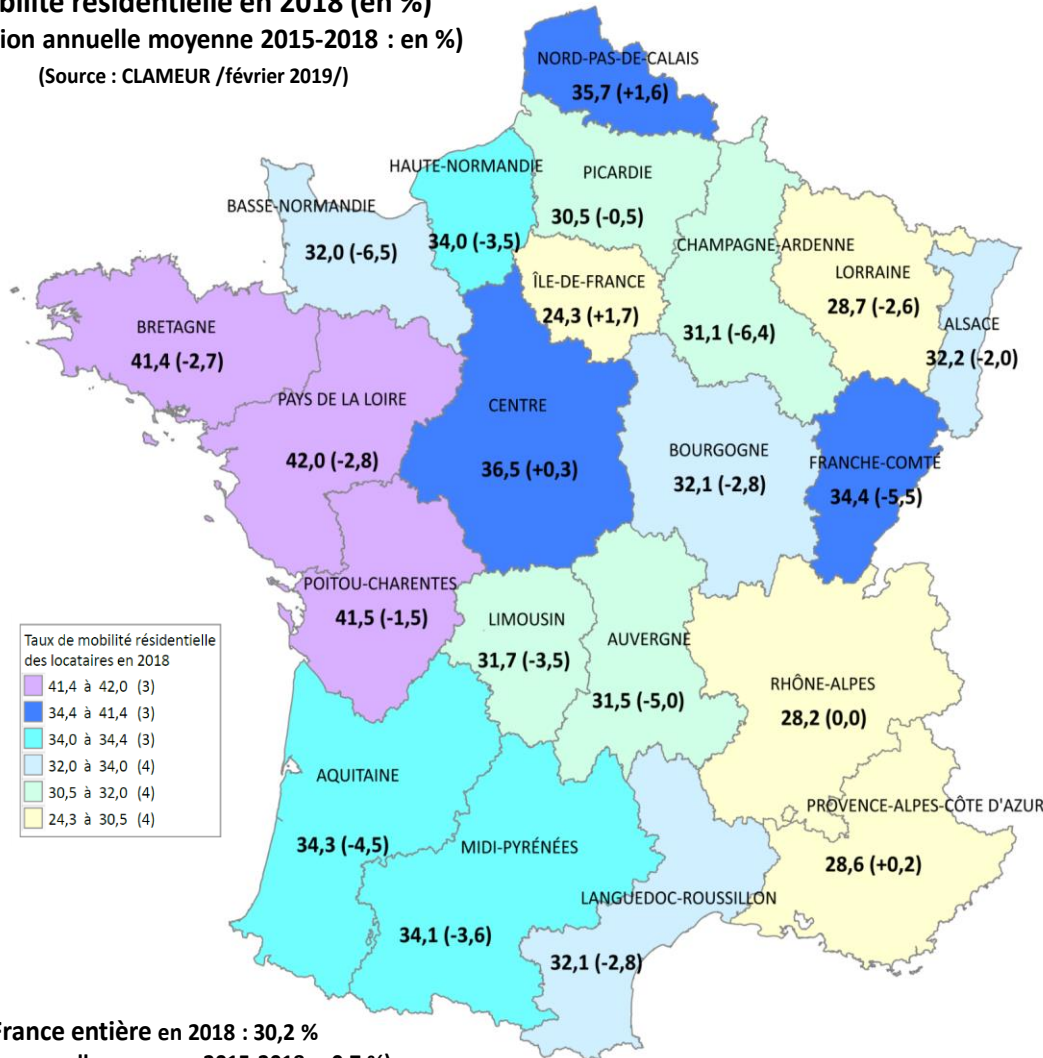 résidentielle en 2018 (en %)
annuelle moyenne 2015-2018 : en %)
(Source : CLAMEUR /février 2019/)
NORD-PAS-DE-CALAIS
35,7 (+1,6)
HAUTE-NORMANDIE
34,0 (-3,5)
PICARDIE
30,5 (-0,5)
BASSE-NORMANDIE
32,0 (-6,5)
CHAMPAGNE-ARDENNE
31,1 (-6,4)
LORRAINE
28,7 (-2,6)
ÎLE-DE-FRANCE
24,3 (+1,7)
ALSACE
32,2 (-2,0)
BRETAGNE
41,4 (-2,7)
PAYS DE LA LOIRE
42,0 (-2,8)
CENTRE
36,5 (+0,3)
BOURGOGNE
32,1 (-2,8)
FRANCHE-COMTÉ
34,4 (-5,5)
POITOU-CHARENTES
41,5 (-1,5)
LIMOUSIN
31,7 (-3,5)
AUVERGNE
31,5 (-5,0)
RHÔNE-ALPES
28,2 (0,0)
Taux de mobilité résidentielle
des locataires en 2018
41,4 à 42,0 (3)
34,4 à 41,4 (3)
34,0 à 34,4 (3)
32,0 à 34,0 (4)
30,5 à 32,0 (4)
24,3 à 30,5 (4)
AQUITAINE
34,3 (-4,5)
MIDI-PYRÉNÉES
34,1 (-3,6)
PROVENCE-ALPES-CÔTE D'AZUR
28,6 (+0,2)
LANGUEDOC-ROUSSILLON
32,1 (-2,8)
France entière en 2018 : 30,2 %